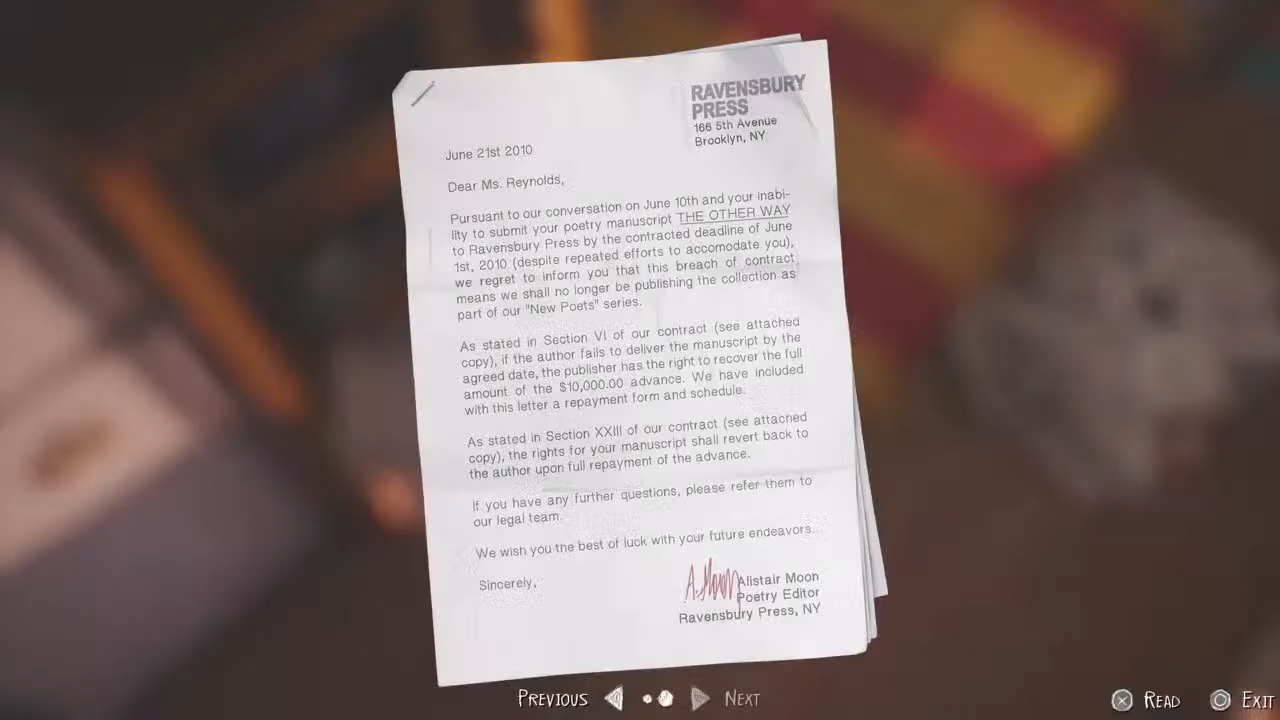 RAVENSBURY
PRESS
166 5th Avenue
Brooklyn, NY
June 21st 2010
Dear Ms. Reynolds,
Pursuant to our conversation on June 10th and your inabi-
lity to submit your poetry manuscript THE OTHER WAY
to Ravensbury Press by the contracted deadline of June
1st, 2010 (despite repeated efforts to accomodate you),
we regret to inform you that this breach of contract
means we shall no longer be publishing the collection as
part of our "New Poets" series.
As stated in Section VI of our contract (see attached
copy), if the author fails to deliver the manuscript by the
agreed date, the publisher has the right to recover the full
amount of the $10,000.00 advance. We have included
with this letter a repayment form and schedule.
As stated in Section XXIII of our contract (see attached
copy), the rights for your manuscript shall revert back to
the author upon full repayment of the advance.
If you have any further questions, please refer them to
our legal team.
We wish you the best of luck with your future endeavors.
Sincerely,
A. Moon
Alistair Moon
Poetry Editor
Ravensbury Press, NY
PREVIOUS NEXT
READ EXIT